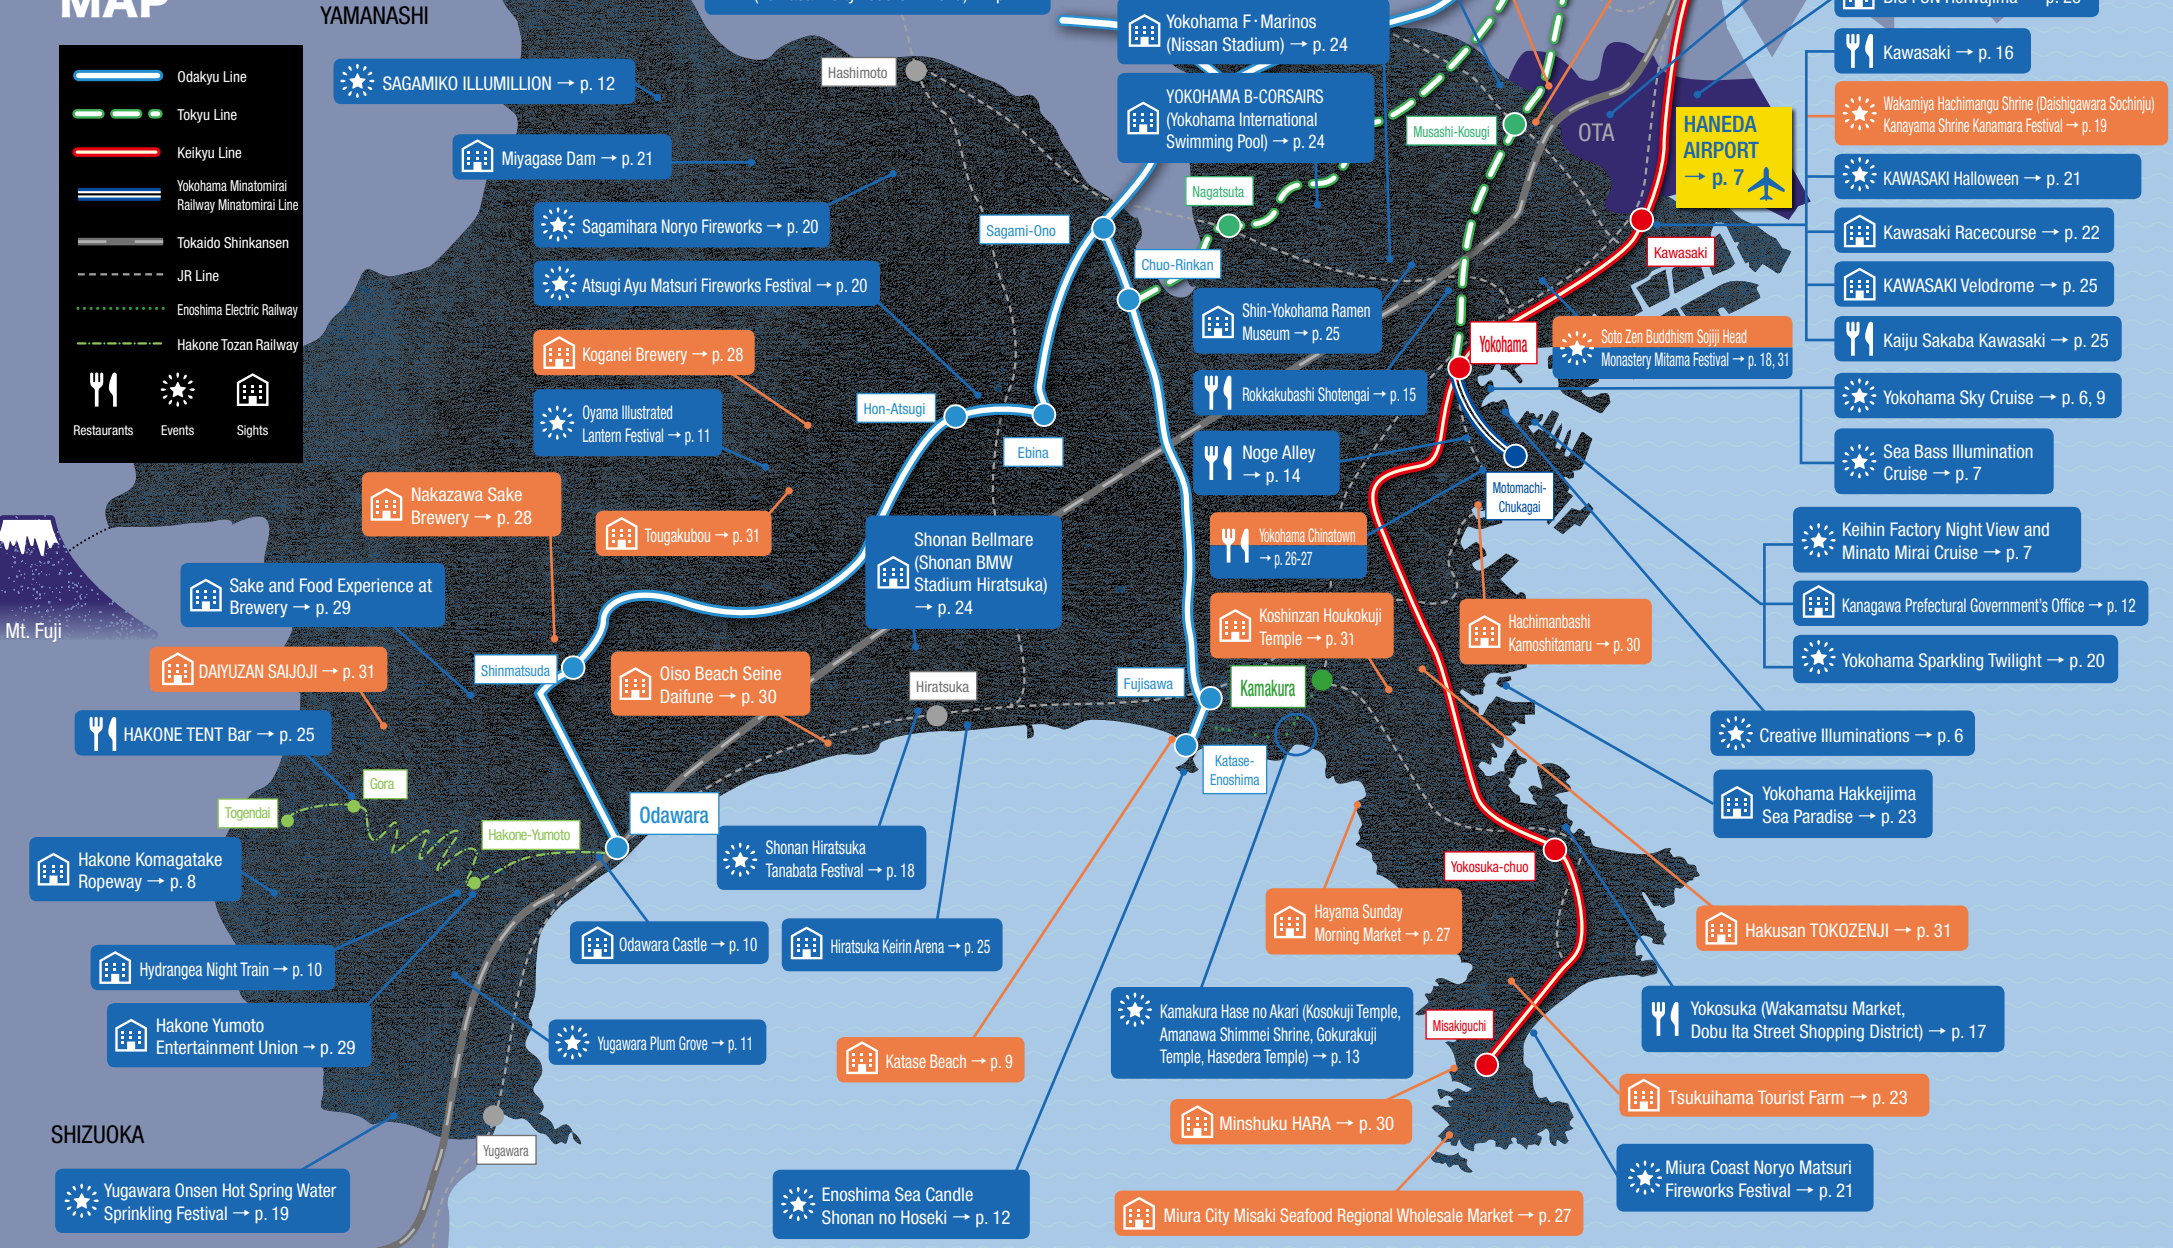 MAP
YAMANASHI
Odakyu Line
Tokyu Line
Keikyu Line
Yokohama Minatomirai
Railway Minatomirai Line
Tokaido Shinkansen
JR Line
Enoshima Electric Railway
Hakone Tozan Railway
Restaurants
Events
Sights
SAGAMIKO ILLUMILLION → p. 12
Miyagase Dam → p. 21
Sagamihara Noryo Fireworks → p. 20
Atsugi Ayu Matsuri Fireworks Festival → p. 20
Koganei Brewery → p. 28
Oyama Illustrated
Lantern Festival → p. 11
Nakazawa Sake
Brewery → p. 28
Tougakubou → p. 31
Hashimoto
Sagami-Ono
Chuo-Rinkan
Nagatsuta
Hon-Atsugi
Ebina
Yokohama F·Marinos
(Nissan Stadium) → p. 24
YOKOHAMA B-CORSAIRS
(Yokohama International
Swimming Pool) → p. 24
Musashi-Kosugi
OTA
HANEDA
AIRPORT
→ p. 7
Kawasaki
Kawasaki → p. 16
Wakamiya Hachimangu Shrine (Daishigawara Sochinju)
Kanayama Shrine Kanamara Festival → p. 19
KAWASAKI Halloween → p. 21
Kawasaki Racecourse → p. 22
KAWASAKI Velodrome → p. 25
Kaiju Sakaba Kawasaki → p. 25
Yokohama Sky Cruise → p. 6, 9
Sea Bass Illumination
Cruise → p. 7
Shin-Yokohama Ramen
Museum → p. 25
Rokkakubashi Shotengai → p. 15
Noge Alley
→ p. 14
Yokohama
Soto Zen Buddhism Sojiji Head
Monastery Mitama Festival → p. 18, 31
Motomachi-
Chukagai
Yokohama Chinatown
→ p. 26-27
Koshinzan Houkokuji
Temple → p. 31
Hachimanbashi
Kamoshitamaru → p. 30
Keihin Factory Night View and
Minato Mirai Cruise → p. 7
Kanagawa Prefectural Government's Office → p. 12
Yokohama Sparkling Twilight → p. 20
Creative Illuminations → p. 6
Yokohama Hakkeijima
Sea Paradise → p. 23
Mt. Fuji
Sake and Food Experience at
Brewery → p. 29
DAIYUZAN SAIJOJI → p. 31
HAKONE TENT Bar → p. 25
Shinmatsuda
Oiso Beach Seine
Daifune → p. 30
Shonan Bellmare
(Shonan BMW
Stadium Hiratsuka)
→ p. 24
Hiratsuka
Fujisawa
Kamakura
Katase-
Enoshima
Togendai
Gora
Hakone-Yumoto
Odawara
Hakone Komagatake
Ropeway → p. 8
Hydrangea Night Train → p. 10
Hakone Yumoto
Entertainment Union → p. 29
Shonan Hiratsuka
Tanabata Festival → p. 18
Odawara Castle → p. 10
Hiratsuka Keirin Arena → p. 25
Yugawara Plum Grove → p. 11
Katase Beach → p. 9
Yokosuka-chuo
Hayama Sunday
Morning Market → p. 27
Hakusan TOKOZENJI → p. 31
Kamakura Hase no Akari (Kosokuji Temple,
Amanawa Shimmei Shrine, Gokurakuji
Temple, Hasedera Temple) → p. 13
Misakiguchi
Yokosuka (Wakamatsu Market,
Dobu Ita Street Shopping District) → p. 17
Minshuku HARA → p. 30
Tsukuihama Tourist Farm → p. 23
Miura Coast Noryo Matsuri
Fireworks Festival → p. 21
Miura City Misaki Seafood Regional Wholesale Market → p. 27
Enoshima Sea Candle
Shonan no Hoseki → p. 12
SHIZUOKA
Yugawara
Yugawara Onsen Hot Spring Water
Sprinkling Festival → p. 19